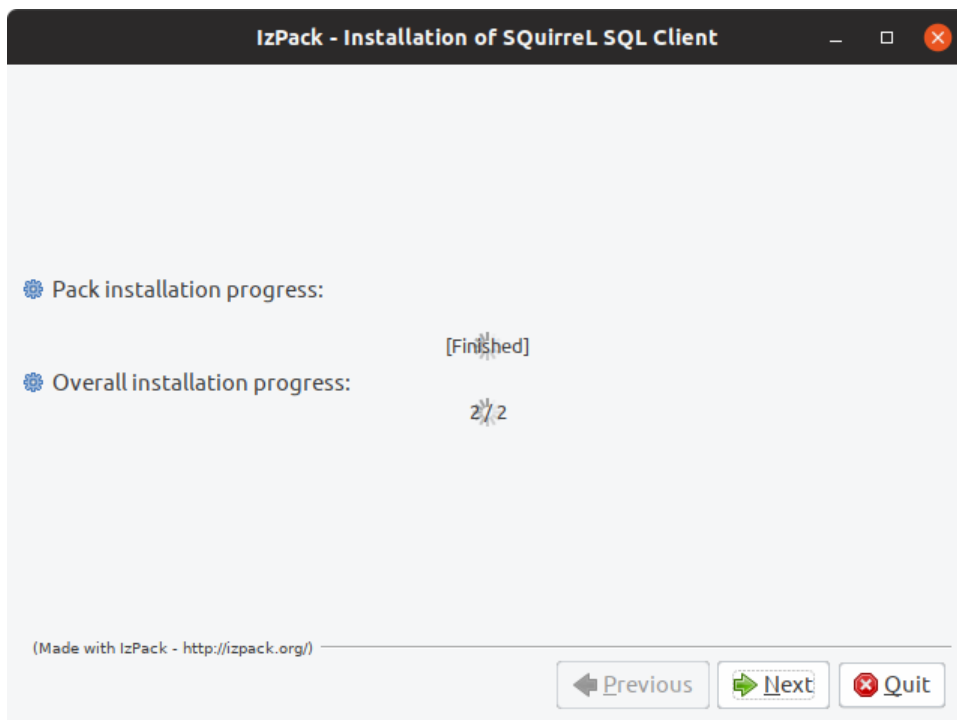 IzPack - Installation of SQuirreL SQL Client
Pack installation progress:
[Finished]
Overall installation progress:
2 / 2
(Made with IzPack - http://izpack.org/)
Previous Next Quit